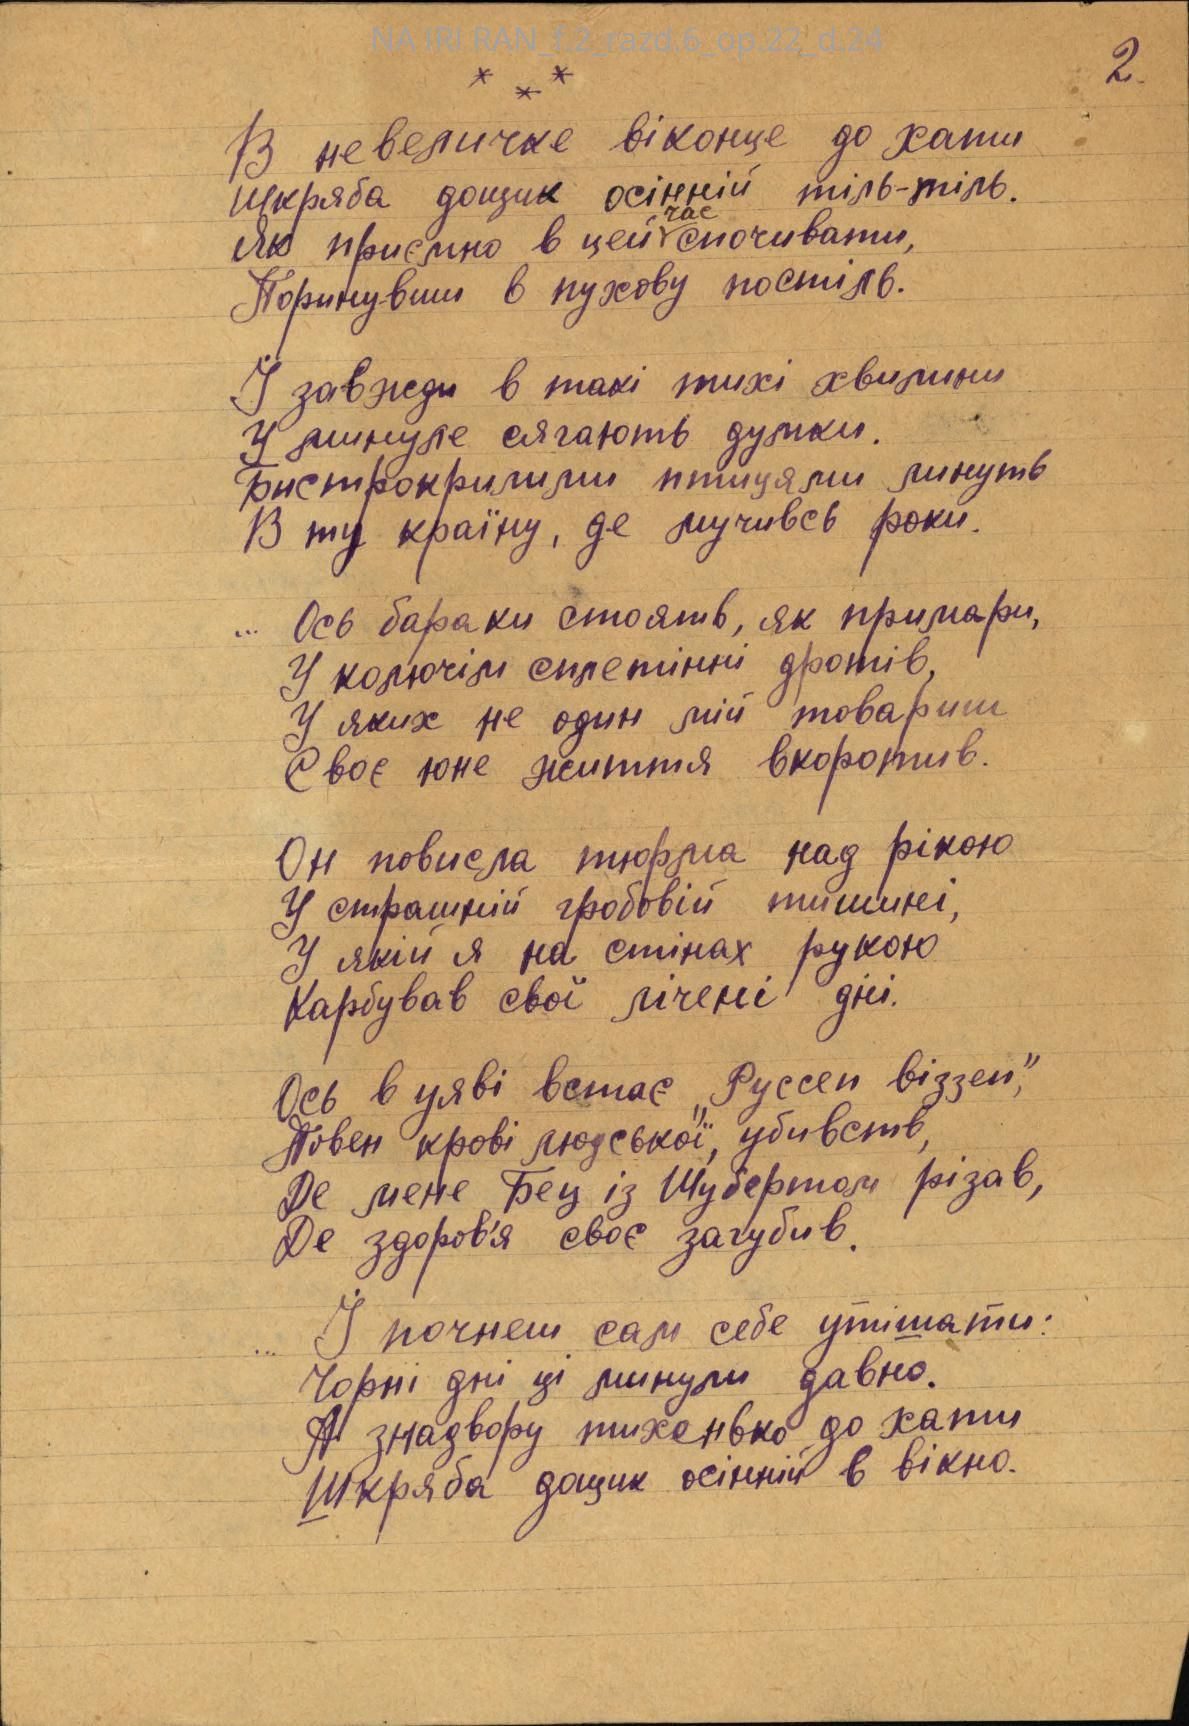 NA IRI RAN_f.2_razd.6_op.22_d.24
2.
* * *
В невеличке віконце до хати
Шкряба дощик осінній тіль-тіль.
Як приємно в цей час спочивати,
Поринувши в пухову постіль.
І завжди в такі тихі хвилини
У минуле сягають думки.
Бистрокрилими птицями линуть
В ту країну, де мучивсь роки.
... Ось бараки стоять, як примари,
У колючім сплетінні дротів,
У яких не один мій товариш
Своє юне життя вкоротив.
Он повисла тюрма над рікою
У страшній гробовій тишині,
У якій я на стінах рукою
Карбував свої лічені дні.
Ось в уяві встає „Руссен віззен”,
Повен крові людської, убивств,
Де мене Бец із Шубертом різав,
Де здоров'я своє загубив.
... І почнеш сам себе утішати:
Чорні дні ці минули давно.
А знадвору тихенько до хати
Шкряба дощик осінній в вікно.